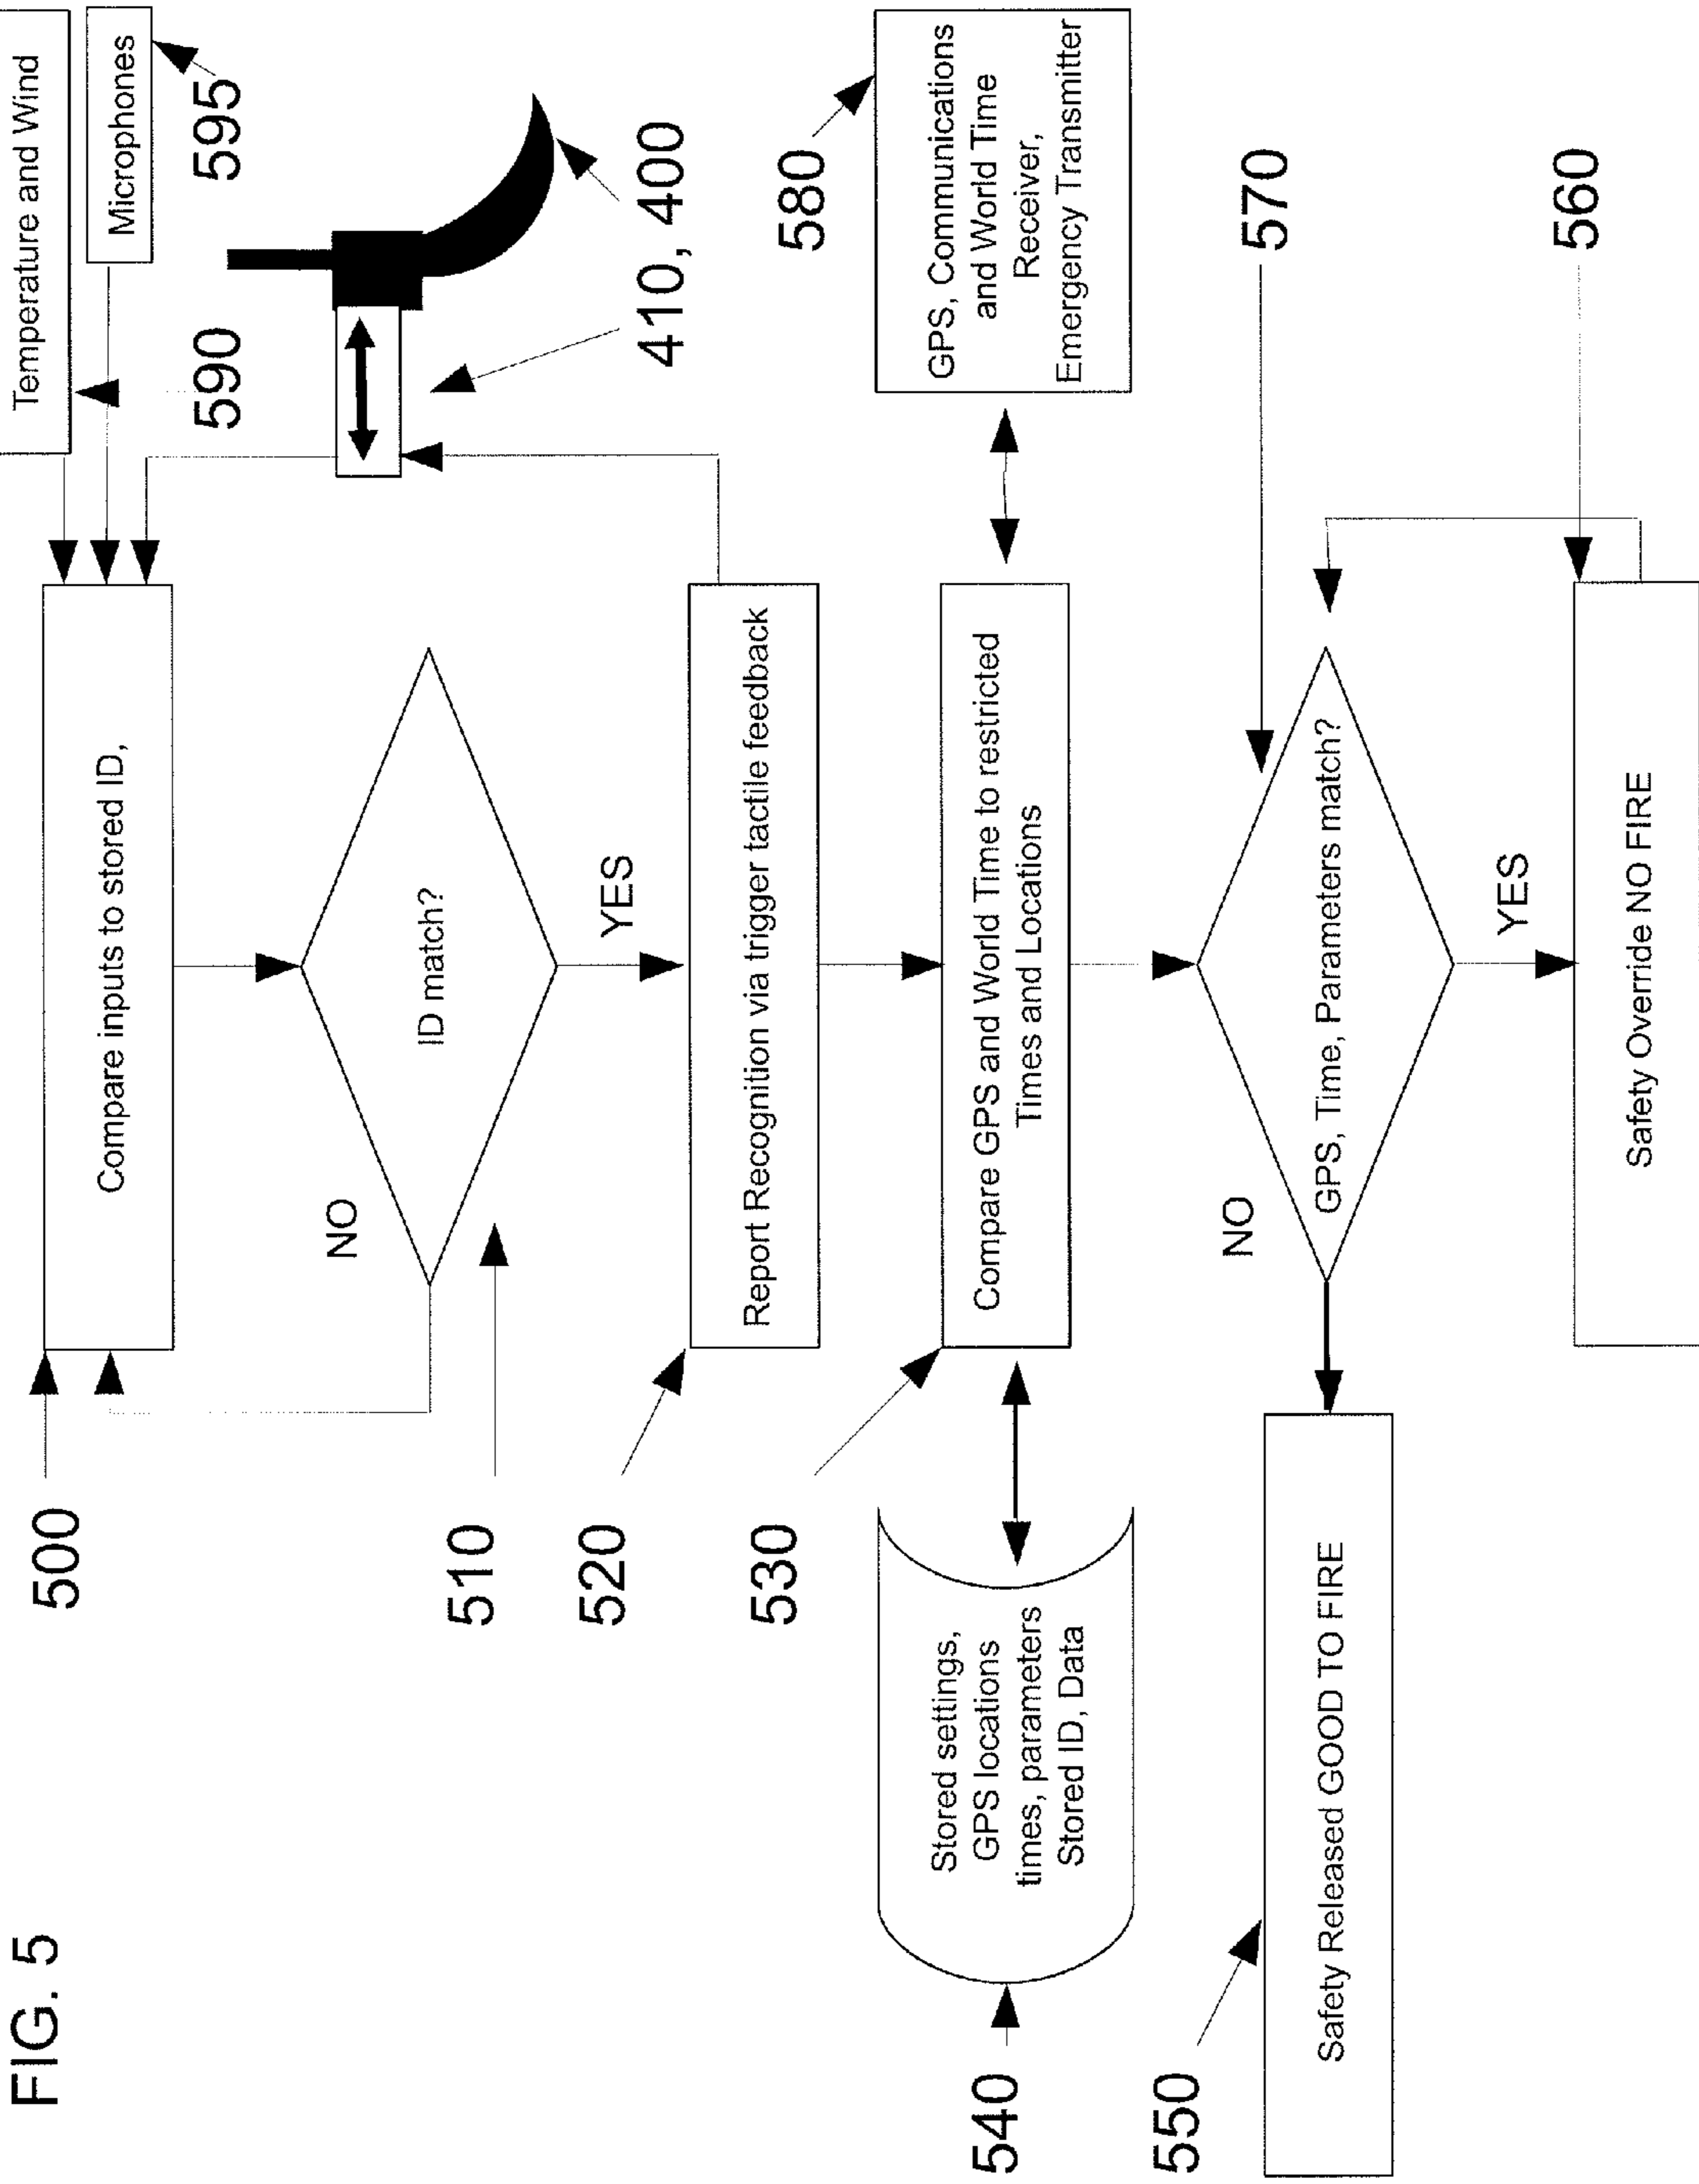 FIG. 5
500
Compare inputs to stored ID,
Temperature and Wind
Microphones
595
590
NO
ID match?
510
YES
410, 400
520
Report Recognition via trigger tactile feedback
530
Compare GPS and World Time to restricted
Times and Locations
580
GPS, Communications
and World Time
Receiver,
Emergency Transmitter
540
Stored settings,
GPS locations
times, parameters
Stored ID, Data
NO
GPS, Time, Parameters match?
570
550
Safety Released GOOD TO FIRE
YES
560
Safety Override NO FIRE